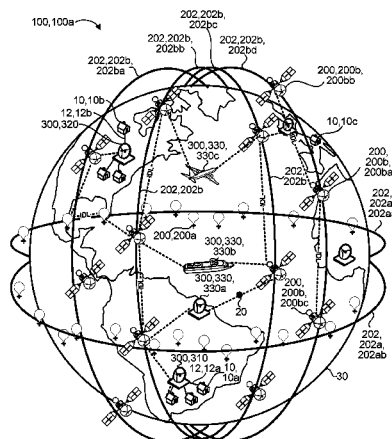 100,100a
202,202b,
202bc
202,202b,
202bb
202,202b,
202bd
202,202b,
202ba
200,200b,
200bb
10,10b
12,12b
300,320
10,10c
300,330,
330c
202,
202b
202,202b
200,
200b,
200ba
202,
202a,
202aa
200,200a
300,330,
330b
300,330,
330a
200,
200b,
200bc
20
202,
202a,
202ab
300,310
12,12a
10,
10a
30